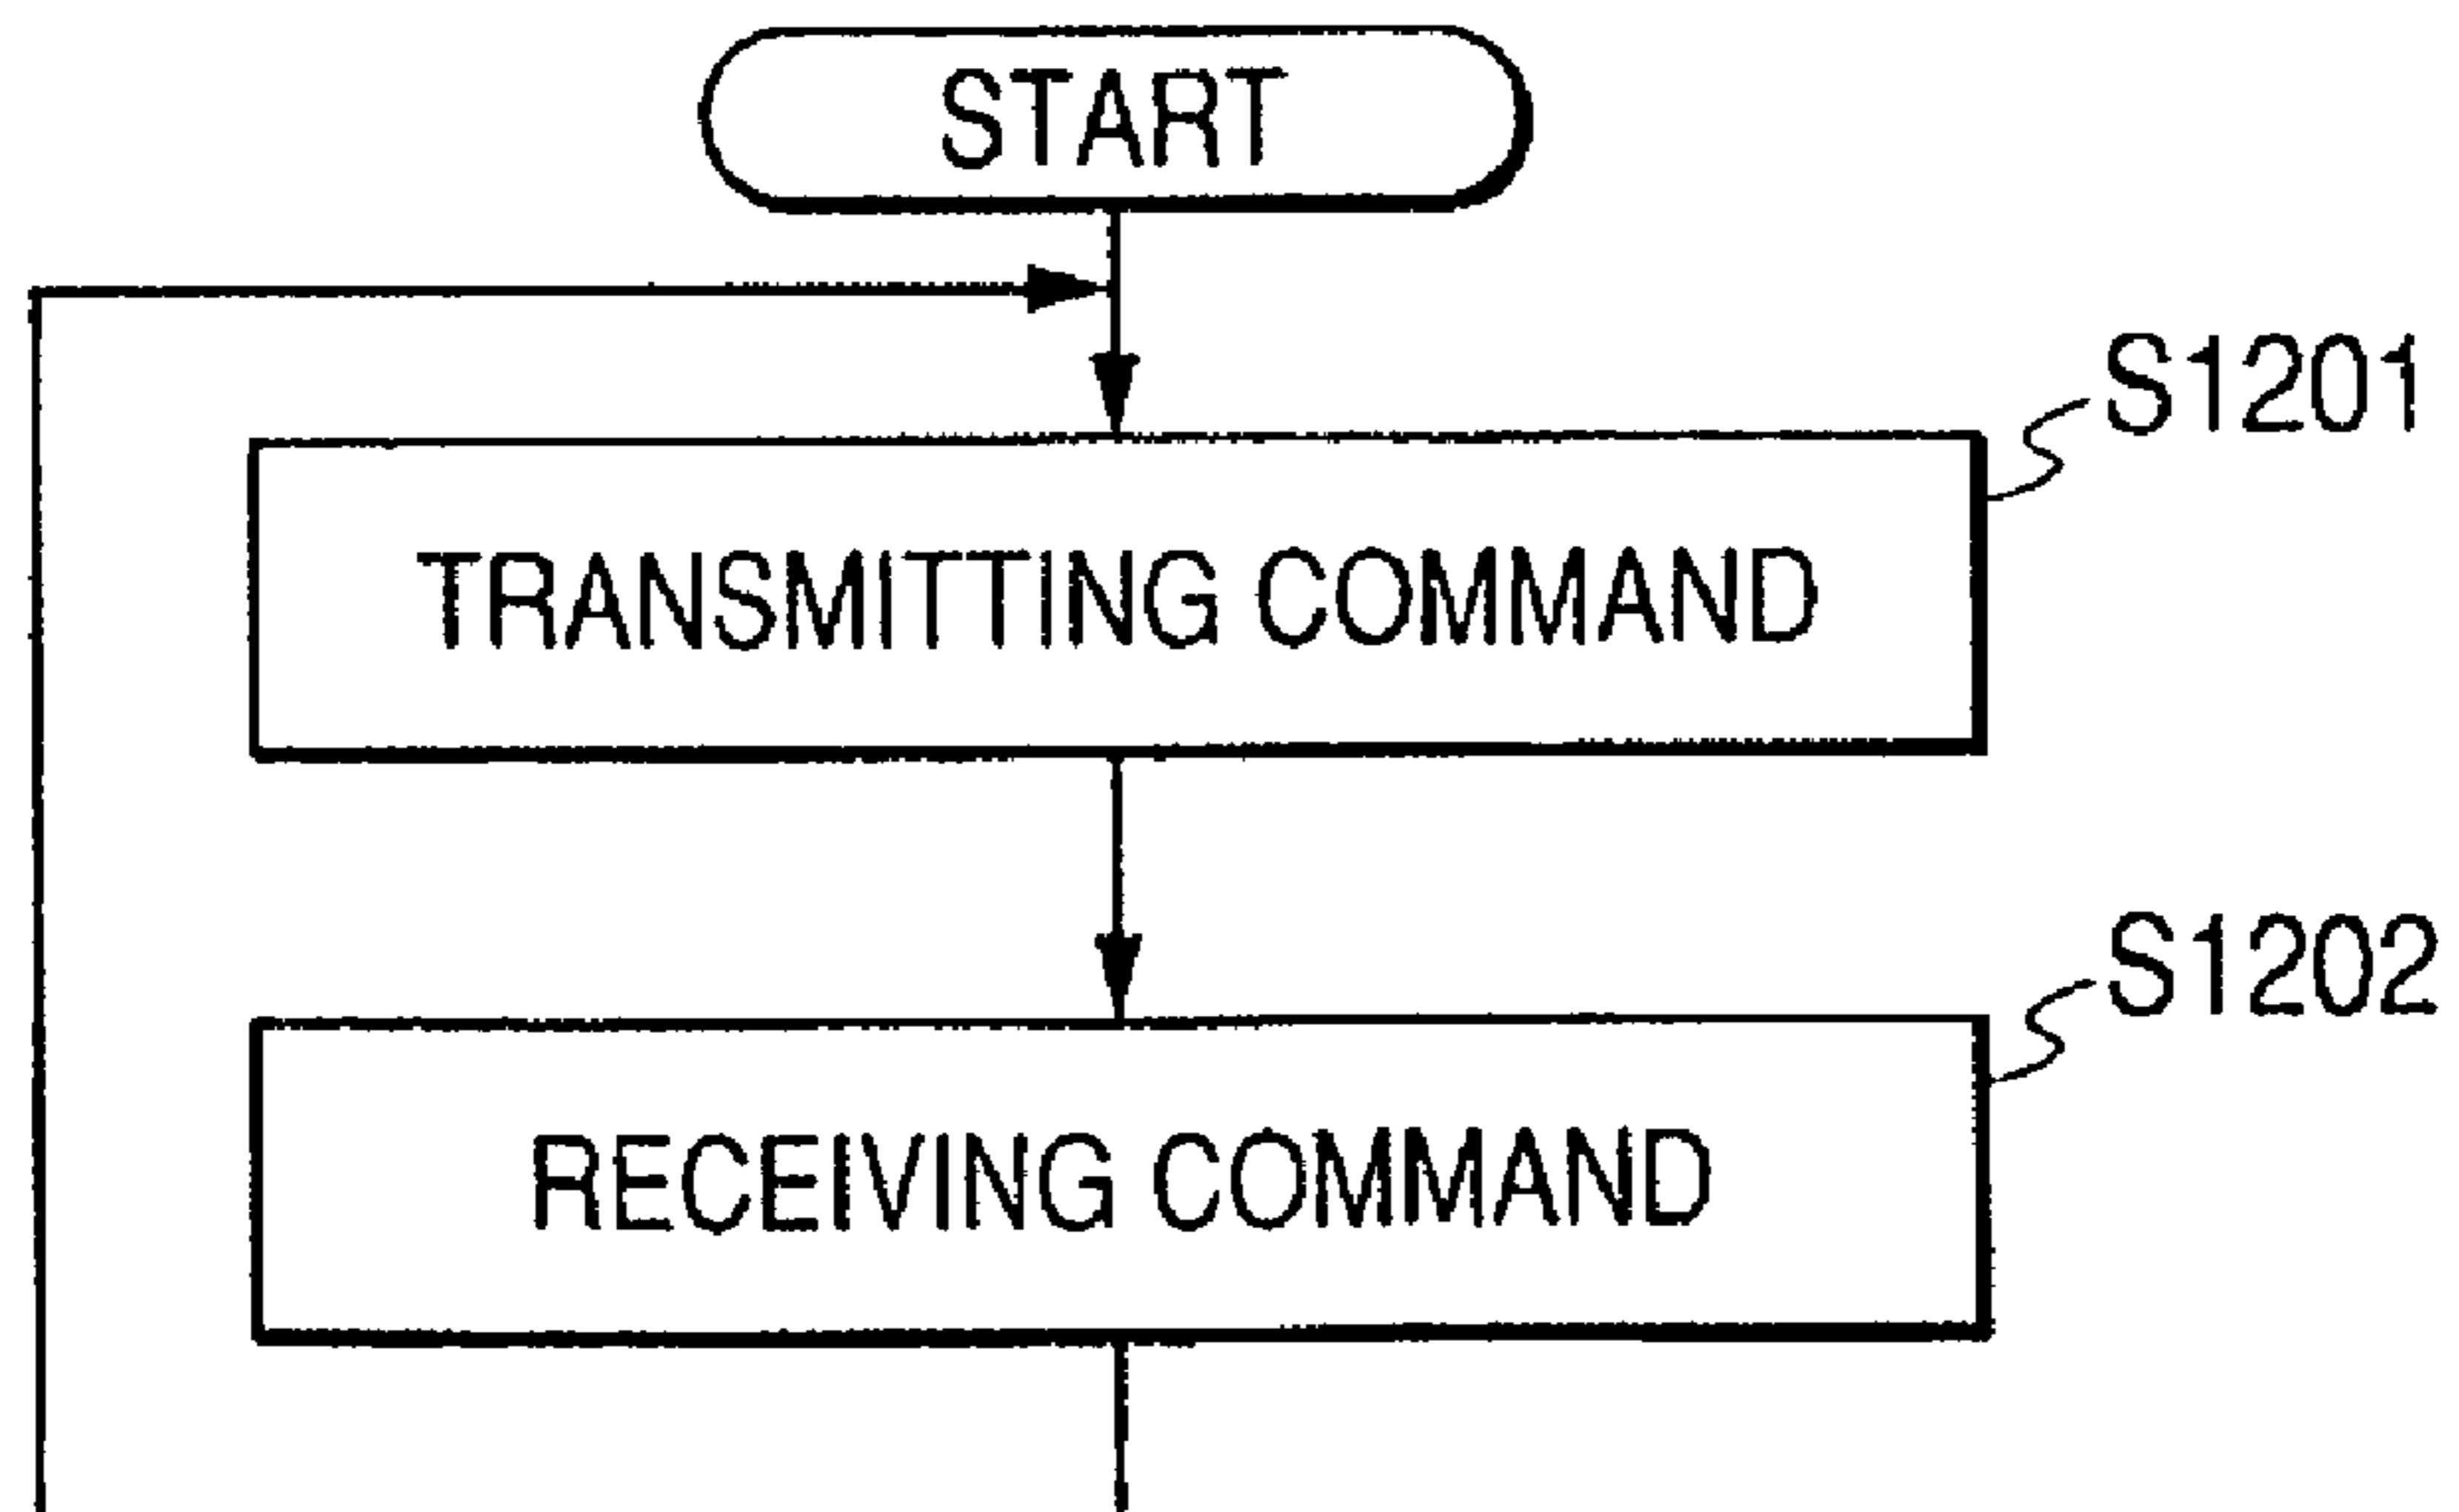 START
S1201
TRANSMITTING COMMAND
S1202
RECEIVING COMMAND